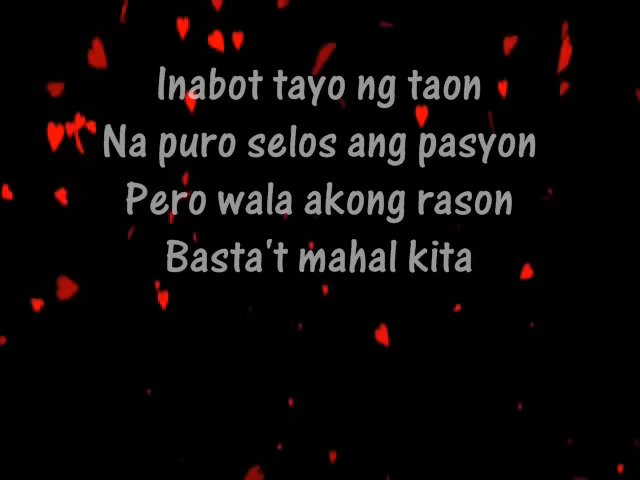 Inabot tayo ng taon
Na puro selos ang pasyon
Pero wala akong rason
Basta't mahal kita